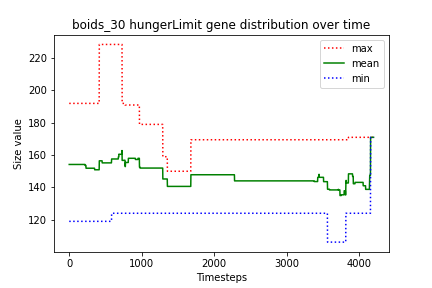 boids_30 hungerLimit gene distribution over time
max
mean
min
Size value
220
200
180
160
140
120
0
1000
2000
3000
4000
Timesteps